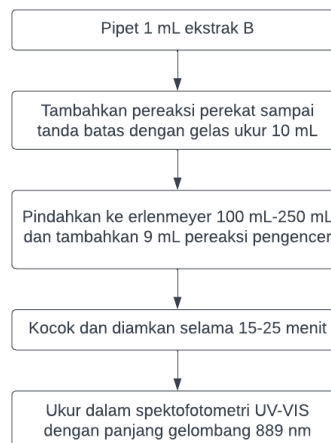 Pipet 1 mL ekstrak B
Tambahkan pereaksi perekat sampai
tanda batas dengan gelas ukur 10 mL
Pindahkan ke erlenmeyer 100 mL-250 mL
dan tambahkan 9 mL pereaksi pengencer
Kocok dan diamkan selama 15-25 menit
Ukur dalam spektofotometri UV-VIS
dengan panjang gelombang 889 nm